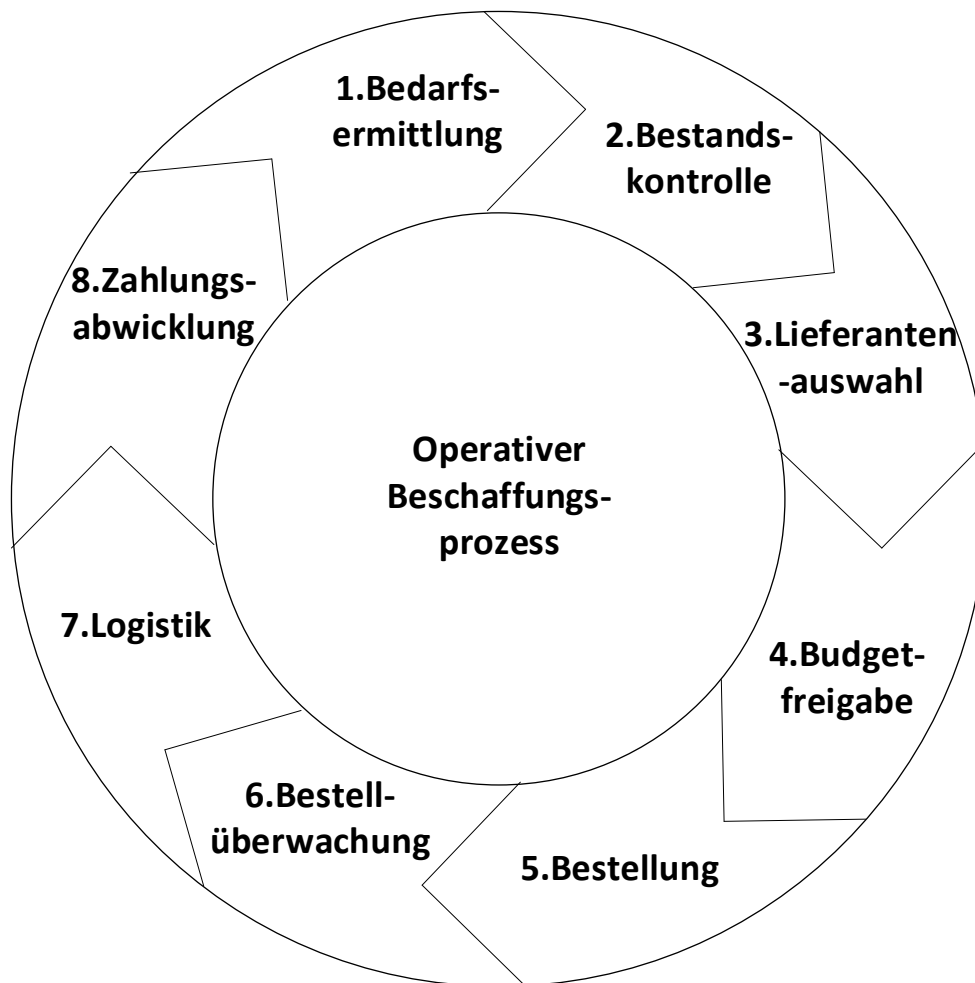 1.Bedarfs-
ermittlung
2.Bestands-
kontrolle
3.Lieferanten
-auswahl
4.Budget-
freigabe
5.Bestellung
6.Bestell-
überwachung
7.Logistik
8.Zahlungs-
abwicklung
Operativer
Beschaffungs-
prozess